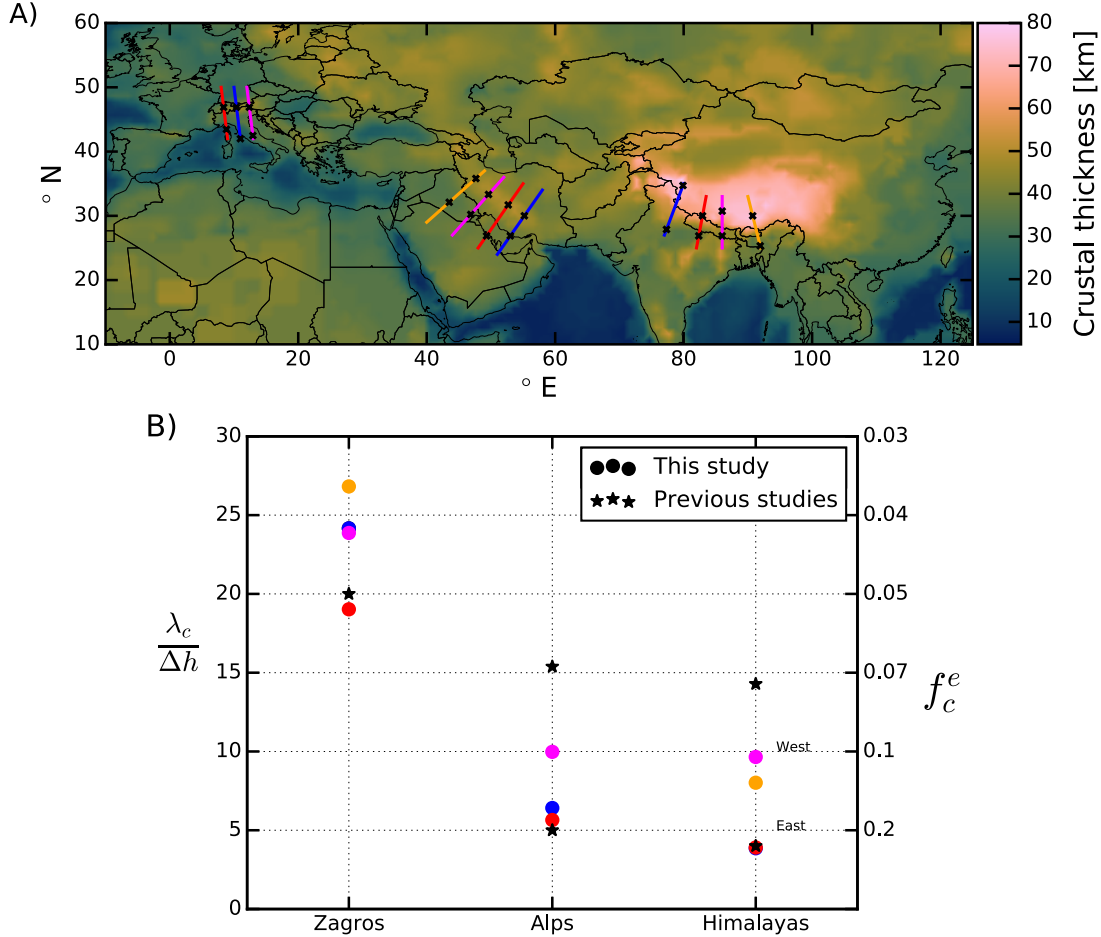 A)
60
50
40
30
20
10
° N
0
20
40
60
80
100
120
° E
80
70
60
50
40
30
20
10
Crustal thickness [km]
B)
30
25
20
15
10
5
0
λc
Δh
This study
Previous studies
West
East
0.03
0.04
0.05
0.07
0.1
0.2
f_c^e
Zagros
Alps
Himalayas